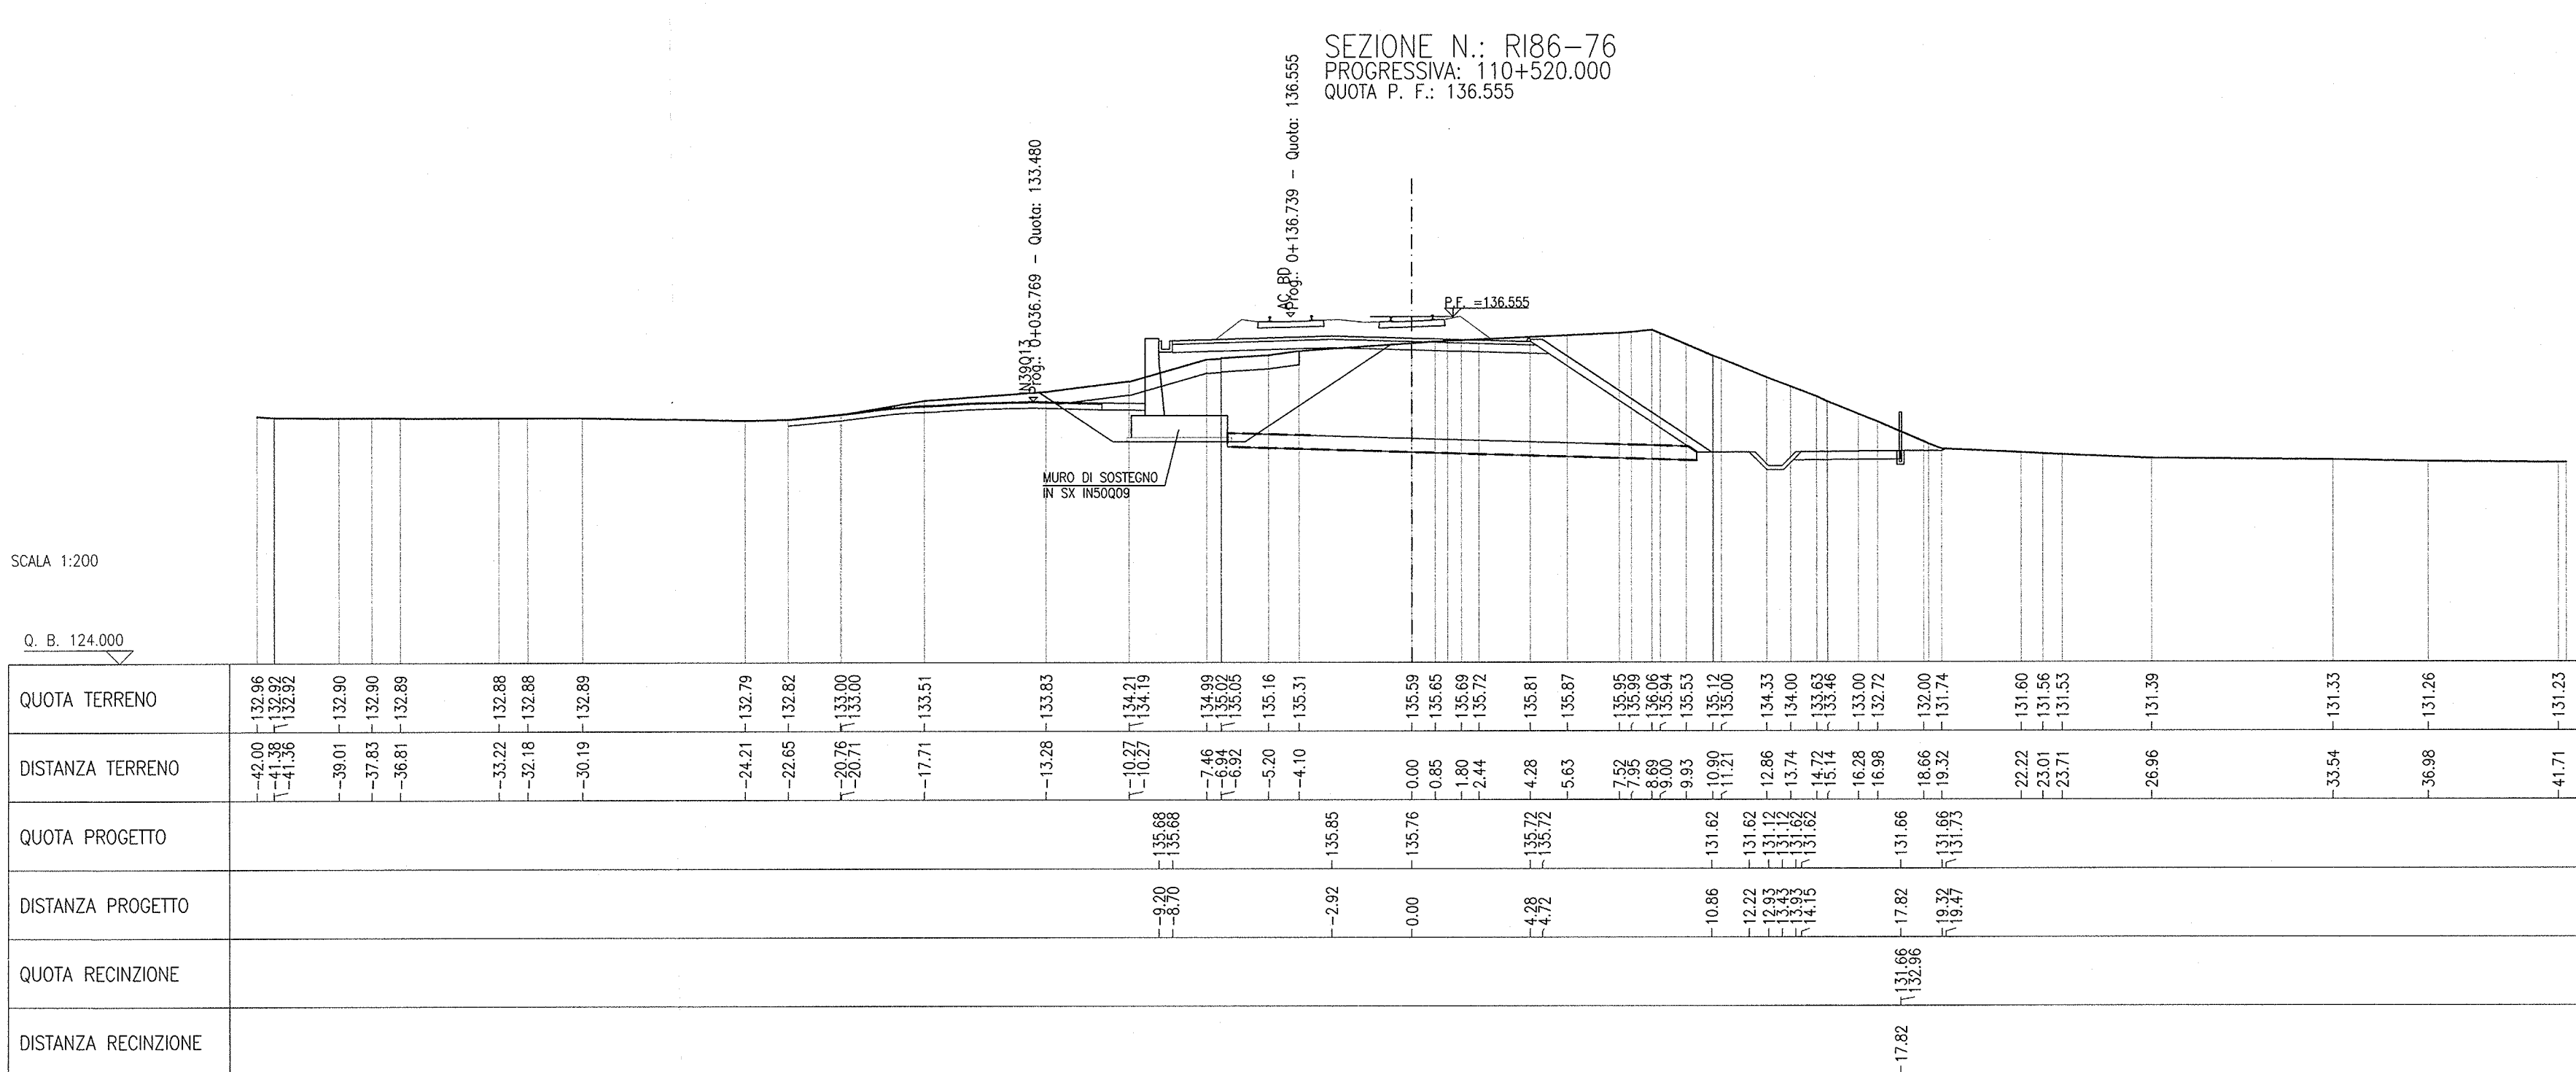 SEZIONE N.: RI86-76
PROGRESSIVA: 110+520.000
QUOTA P. F.: 136.555
AC BD
Prog.: 0+136.739 - Quota: 136.555
IN39Q13
Prog.: 0+036.769 - Quota: 133.480
P.F. =136.555
MURO DI SOSTEGNO
IN SX IN50Q09
SCALA 1:200
Q. B. 124.000
QUOTA TERRENO 132.96 132.92 132.92 132.90 132.90 132.89 132.88 132.88 132.89 132.79 132.82 133.00 133.00 133.51 133.83 134.21 134.19 134.99 135.02 135.05 135.16 135.31 135.59 135.65 135.69 135.72 135.81 135.87 135.95 135.99 136.06 135.94 135.53 135.12 135.00 134.33 134.00 133.63 133.46 133.00 132.72 132.00 131.74 131.60 131.56 131.53 131.39 131.33 131.26 131.23
DISTANZA TERRENO -42.00 -41.38 -41.36 -39.01 -37.83 -36.81 -33.22 -32.18 -30.19 -24.21 -22.65 -20.76 -20.71 -17.71 -13.28 -10.27 -10.27 -7.46 -6.94 -6.92 -5.20 -4.10 0.00 0.85 1.80 2.44 4.28 5.63 7.52 7.95 8.69 9.00 9.93 10.90 11.21 12.86 13.74 14.72 15.14 16.28 16.98 18.66 19.32 22.22 23.01 23.71 26.96 33.54 36.98 41.71
QUOTA PROGETTO 135.68 135.68 135.85 135.76 135.72 135.72 131.62 131.62 131.12 131.12 131.62 131.62 131.66 131.66 131.73
DISTANZA PROGETTO -9.20 -8.70 -2.92 0.00 4.28 4.72 10.86 12.22 12.93 13.43 13.93 14.15 17.82 19.32 19.47
QUOTA RECINZIONE 131.66 132.96
DISTANZA RECINZIONE 17.82